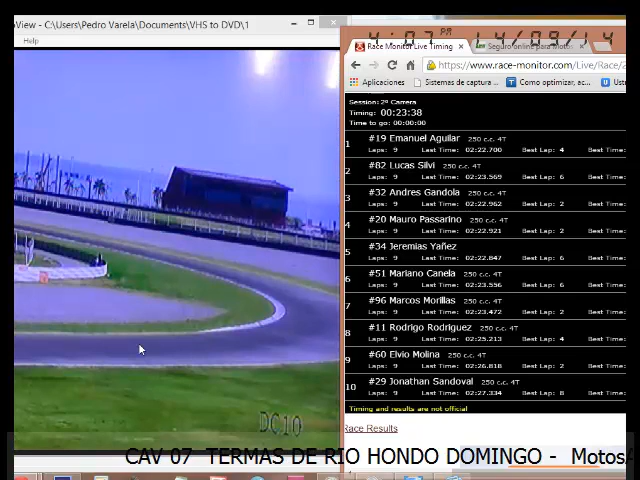 View - C:\Users\Pedro Varela\Documents\VHS to DVD\1
Help
4:07 PM 14/09/14
Race Monitor Live Timing
Seguro online para motos
https://www.race-monitor.com/Live/Race/
Aplicaciones
Sistemas de captura ...
Como optimizar, ac...
Session: 2ª Carrera
Timing: 00:23:38
Time to go: 00:00:00
1 #19 Emanuel Aguilar 250 c.c. 4T
Laps: 9 Last Time: 02:22.700 Best Lap: 4 Best Time:
2 #82 Lucas Silvi 250 c.c. 4T
Laps: 9 Last Time: 02:23.569 Best Lap: 6 Best Time:
3 #32 Andres Gandola 250 c.c. 4T
Laps: 9 Last Time: 02:22.962 Best Lap: 2 Best Time:
4 #20 Mauro Passarino 250 c.c. 4T
Laps: 9 Last Time: 02:22.921 Best Lap: 2 Best Time:
5 #34 Jeremias Yañez
Laps: 9 Last Time: 02:22.847 Best Lap: 6 Best Time:
6 #51 Mariano Canela 250 c.c. 4T
Laps: 9 Last Time: 02:23.556 Best Lap: 6 Best Time:
7 #96 Marcos Morillas 250 c.c. 4T
Laps: 9 Last Time: 02:23.472 Best Lap: 2 Best Time:
8 #11 Rodrigo Rodriguez 250 c.c. 4T
Laps: 9 Last Time: 02:25.213 Best Lap: 4 Best Time:
9 #60 Elvio Molina 250 c.c. 4T
Laps: 9 Last Time: 02:26.818 Best Lap: 2 Best Time:
10 #29 Jonathan Sandoval 250 c.c. 4T
Laps: 9 Last Time: 02:27.334 Best Lap: 8 Best Time:
Timing and results are not official
Race Results
DC10
CAV 07 TERMAS DE RIO HONDO DOMINGO - Motos